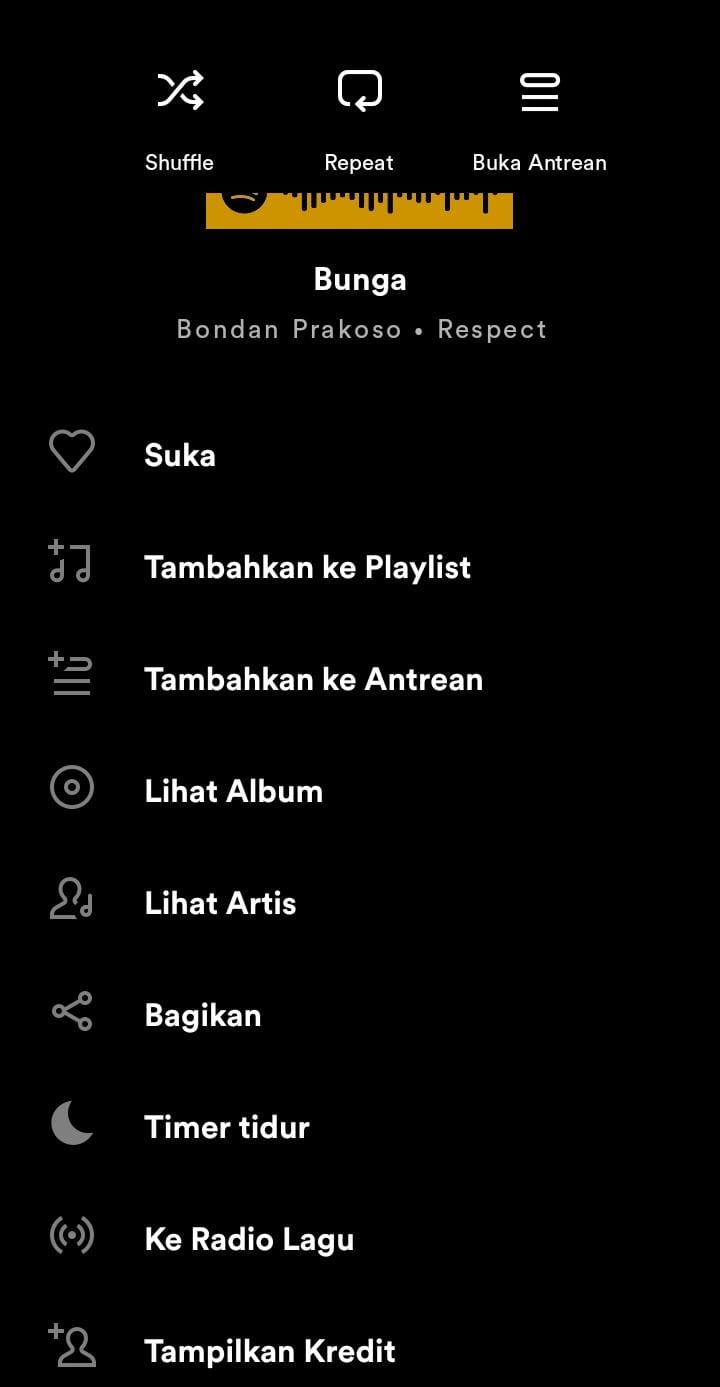 Shuffle Repeat Buka Antrean
Bunga
Bondan Prakoso • Respect
Suka
Tambahkan ke Playlist
Tambahkan ke Antrean
Lihat Album
Lihat Artis
Bagikan
Timer tidur
Ke Radio Lagu
Tampilkan Kredit